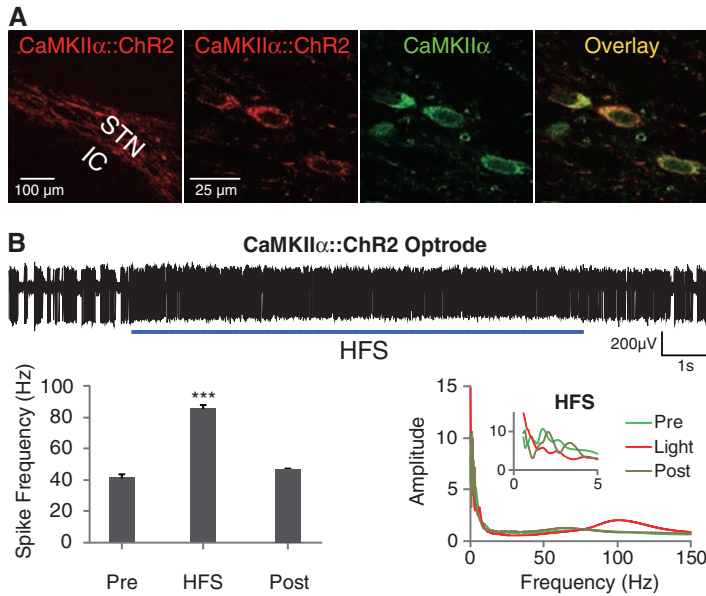 A
CaMKIIα::ChR2
CaMKIIα::ChR2
CaMKIIα
Overlay
STN
IC
100 µm
25 µm
B
CaMKIIα::ChR2 Optrode
HFS
200µV
1s
Spike Frequency (Hz)
100
80
60
40
20
0
***
Pre
HFS
Post
Amplitude
15
10
5
0
HFS
10
0
0
5
Pre
Light
Post
0
50
100
150
Frequency (Hz)